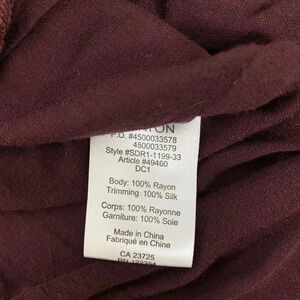 P.O. #4500033578
4500033579
Style #SDR1-1199-33
Article #49460
DC1
Body: 100% Rayon
Trimming: 100% Silk
Corps: 100% Rayonne
Garniture: 100% Soie
Made in China
Fabriqué en Chine
CA 23725